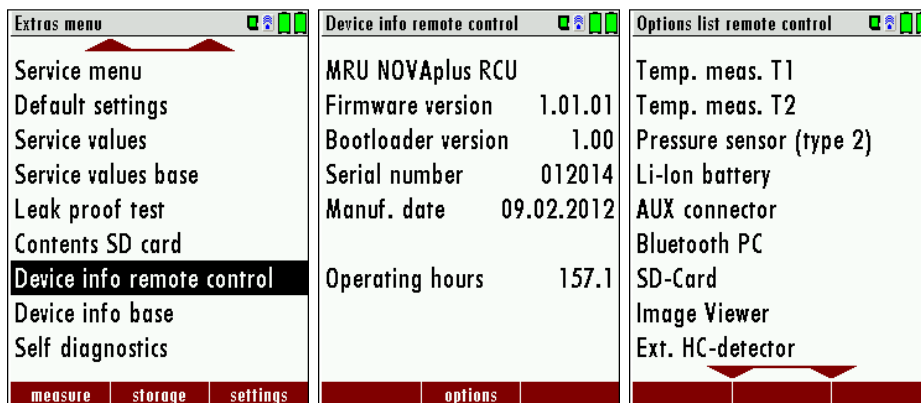 Extras menu
Service menu
Default settings
Service values
Service values base
Leak proof test
Contents SD card
Device info remote control
Device info base
Self diagnostics
measure storage settings
Device info remote control
MRU NOVAplus RCU
Firmware version 1.01.01
Bootloader version 1.00
Serial number 012014
Manuf. date 09.02.2012
Operating hours 157.1
options
Options list remote control
Temp. meas. T1
Temp. meas. T2
Pressure sensor (type 2)
Li-Ion battery
AUX connector
Bluetooth PC
SD-Card
Image Viewer
Ext. HC-detector